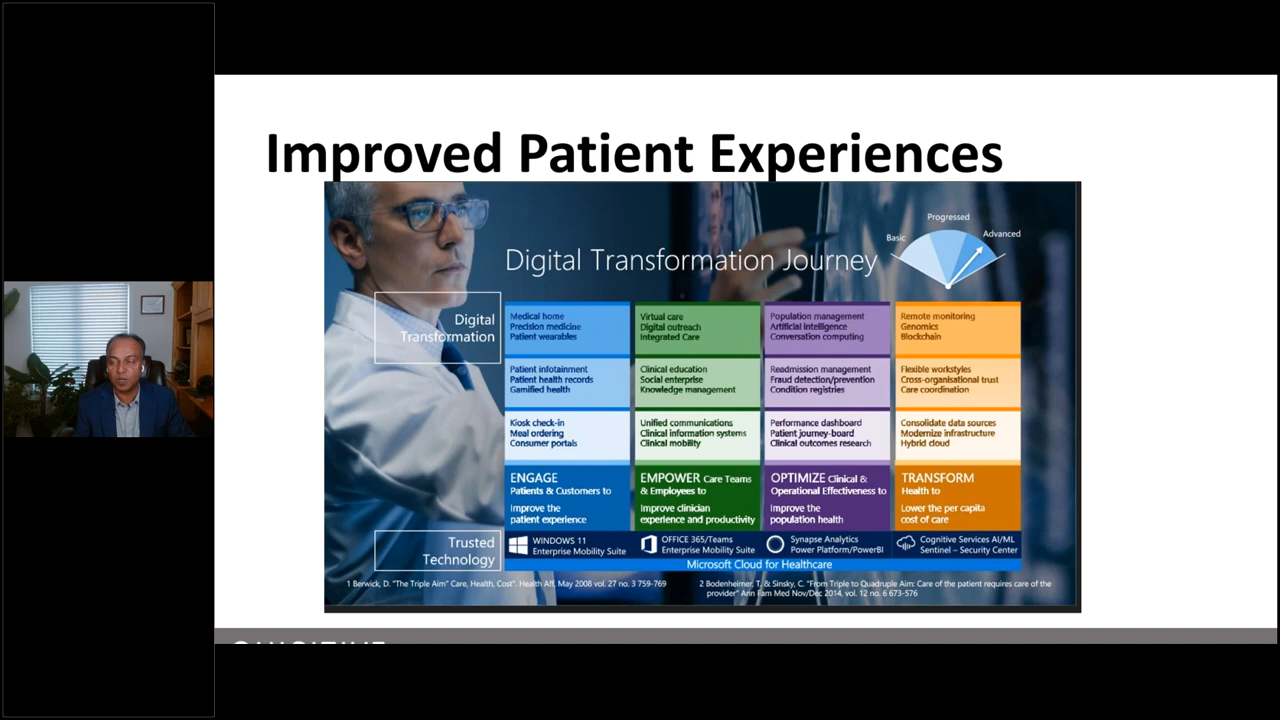 Improved Patient Experiences
Digital Transformation Journey
Basic
Progressed
Advanced
Digital
Transformation
Medical home
Precision medicine
Patient wearables
Virtual care
Digital outreach
Integrated Care
Population management
Artificial intelligence
Conversation computing
Remote monitoring
Genomics
Blockchain
Patient infotainment
Patient health records
Gamified health
Clinical education
Social enterprise
Knowledge management
Readmission management
Fraud detection/prevention
Condition registries
Flexible workstyles
Cross-organisational trust
Care coordination
Kiosk check-in
Meal ordering
Consumer portals
Unified communications
Clinical information systems
Clinical mobility
Performance dashboard
Patient journey-board
Clinical outcomes research
Consolidate data sources
Modernize infrastructure
Hybrid cloud
ENGAGE
Patients & Customers to
Improve the
patient experience
EMPOWER Care Teams
& Employees to
Improve clinician
experience and productivity
OPTIMIZE Clinical &
Operational Effectiveness to
Improve the
population health
TRANSFORM
Health to
Lower the per capita
cost of care
Trusted
Technology
WINDOWS 11
Enterprise Mobility Suite
OFFICE 365/Teams
Enterprise Mobility Suite
Synapse Analytics
Power Platform/PowerBI
Cognitive Services AI/ML
Sentinel – Security Center
Microsoft Cloud for Healthcare
1 Berwick, D. "The Triple Aim" Care, Health, Cost". Health Aff, May 2008 vol. 27 no. 3 759-769
2 Bodenheimer, T. & Sinsky, C. "From Triple to Quadruple Aim: Care of the patient requires care of the
provider" Ann Fam Med Nov/Dec 2014, vol. 12 no. 6 673-576